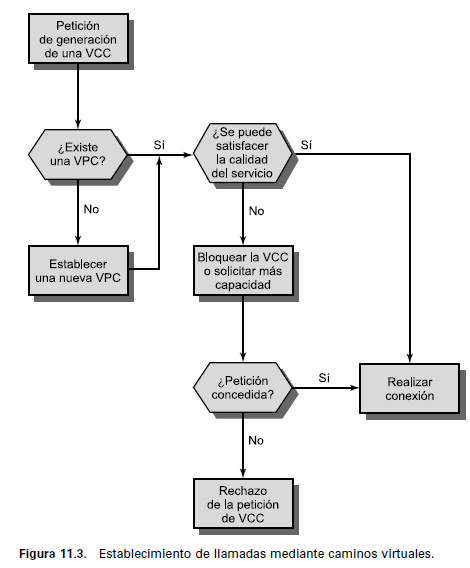 Petición
de generación
de una VCC
¿Existe
una VPC?
Sí
¿Se puede
satisfacer
la calidad
del servicio
Sí
No
No
Establecer
una nueva VPC
Bloquear la VCC
o solicitar más
capacidad
¿Petición
concedida?
Sí
Realizar
conexión
No
Rechazo
de la petición
de VCC
Figura 11.3. Establecimiento de llamadas mediante caminos virtuales.